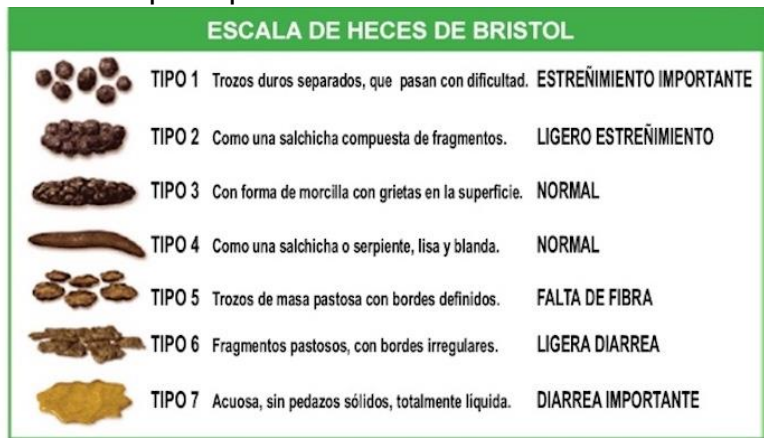 ESCALA DE HECES DE BRISTOL
TIPO 1 Trozos duros separados, que pasan con dificultad. ESTREÑIMIENTO IMPORTANTE
TIPO 2 Como una salchicha compuesta de fragmentos. LIGERO ESTREÑIMIENTO
TIPO 3 Con forma de morcilla con grietas en la superficie. NORMAL
TIPO 4 Como una salchicha o serpiente, lisa y blanda. NORMAL
TIPO 5 Trozos de masa pastosa con bordes definidos. FALTA DE FIBRA
TIPO 6 Fragmentos pastosos, con bordes irregulares. LIGERA DIARREA
TIPO 7 Acuosa, sin pedazos sólidos, totalmente líquida. DIARREA IMPORTANTE